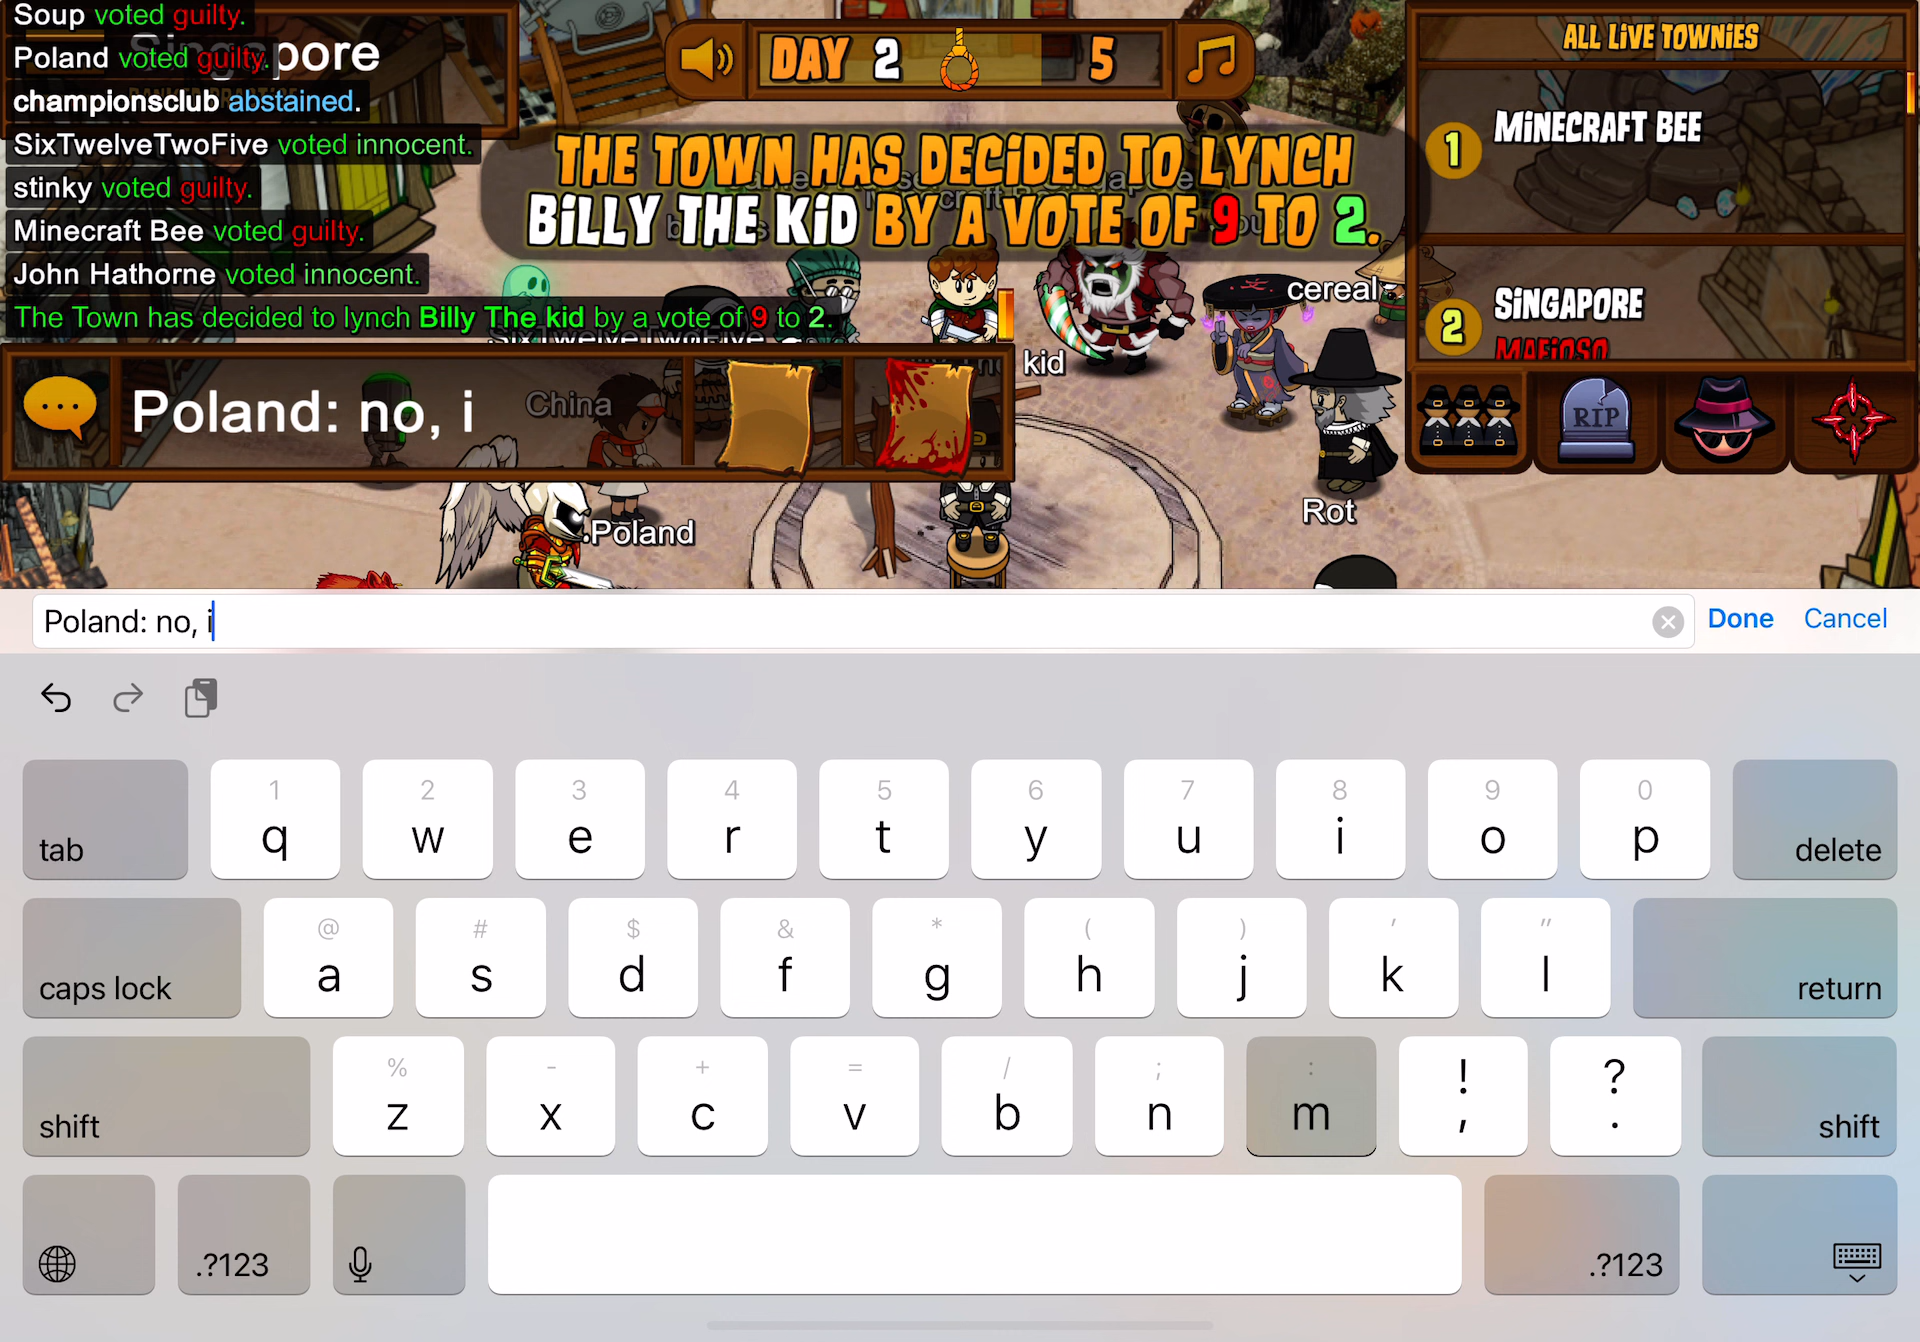 Soup voted guilty.
Singapore
Poland voted guilty.
championsclub abstained.
SixTwelveTwoFive voted innocent.
stinky voted guilty.
Minecraft Bee voted guilty.
John Hathorne voted innocent.
The Town has decided to lynch Billy The kid by a vote of 9 to 2.
DAY 2 5
THE TOWN HAS DECIDED TO LYNCH
BILLY THE KID BY A VOTE OF 9 TO 2.
ALL LIVE TOWNIES
1 MINECRAFT BEE
2 SINGAPORE
MAFIOSO
RIP
SixTwelveTwoFive
cereal
kid
China
Poland: no, i
Rot
Poland
Poland: no, i
Done Cancel
1 2 3 4 5 6 7 8 9 0
tab q w e r t y u i o p delete
@ # $ & * ( ) ' "
caps lock a s d f g h j k l return
% - + = / ; : ! ?
shift z x c v b n m , . shift
.?123 .?123